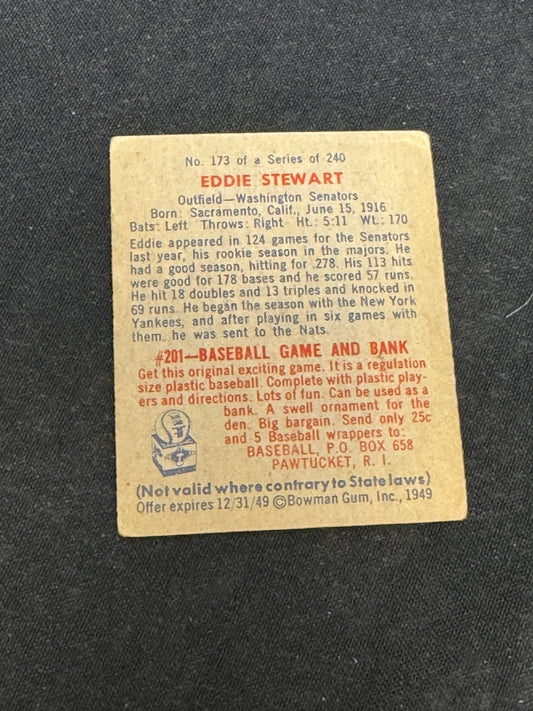 No. 173 of a Series of 240
EDDIE STEWART
Outfield—Washington Senators
Born: Sacramento, Calif., June 15, 1916
Bats: Left Throws: Right Ht.: 5:11 Wt.: 170
Eddie appeared in 124 games for the Senators
last year, his rookie season in the majors. He
had a good season, hitting for .278. His 113 hits
were good for 178 bases and he scored 57 runs.
He hit 18 doubles and 13 triples and knocked in
69 runs. He began the season with the New York
Yankees, and after playing in six games with
them, he was sent to the Nats.
#201—BASEBALL GAME AND BANK
Get this original exciting game. It is a regulation
size plastic baseball. Complete with plastic play-
ers and directions. Lots of fun. Can be used as a
bank. A swell ornament for the
den. Big bargain. Send only 25c
and 5 Baseball wrappers to:
BASEBALL, P.O. BOX 658
PAWTUCKET, R. I.
(Not valid where contrary to State laws)
Offer expires 12/31/49 ©Bowman Gum, Inc., 1949